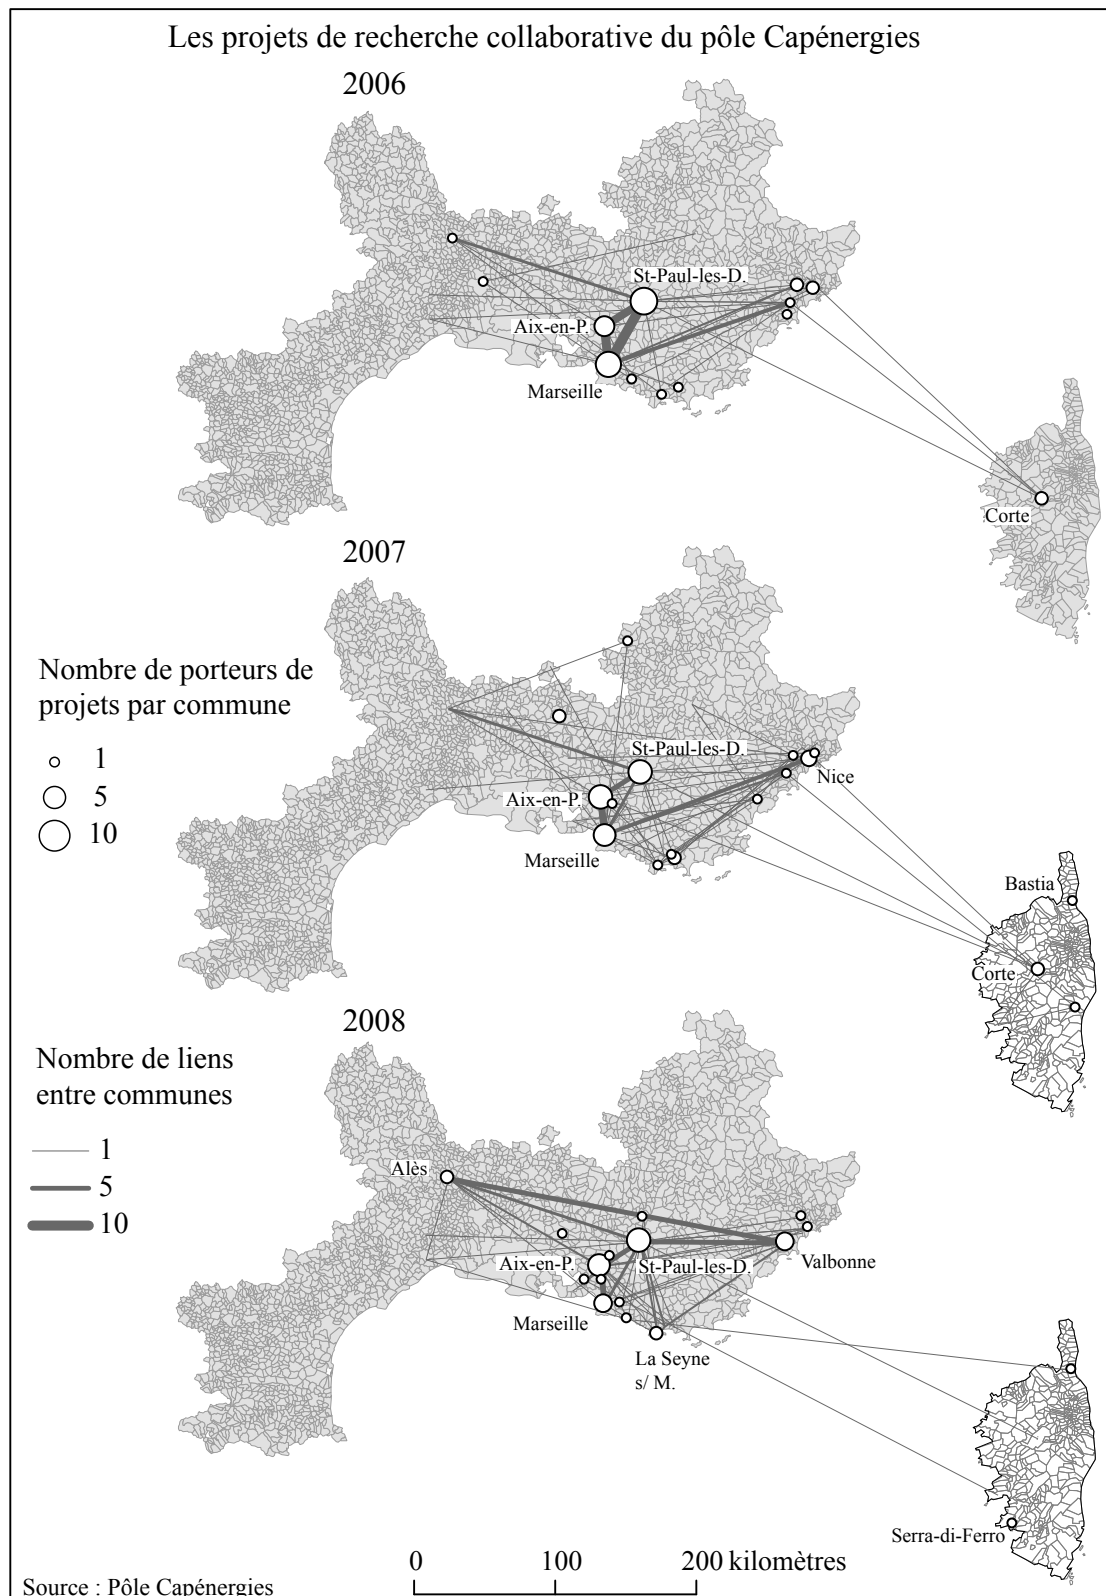 Les projets de recherche collaborative du pôle Capénergies
2006
St-Paul-les-D.
Aix-en-P.
Marseille
Corte
2007
Nombre de porteurs de
projets par commune
1
5
10
St-Paul-les-D.
Nice
Aix-en-P.
Marseille
Bastia
Corte
2008
Nombre de liens
entre communes
1
5
10
Alès
Aix-en-P.
St-Paul-les-D.
Valbonne
Marseille
La Seyne
s/ M.
Serra-di-Ferro
0 100 200 kilomètres
Source : Pôle Capénergies